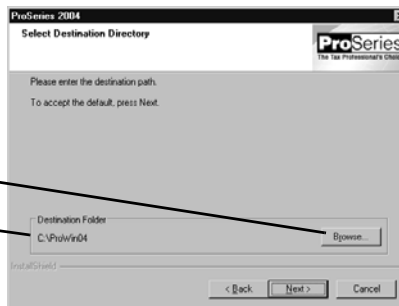 ProSeries 2004
Select Destination Directory
ProSeries
The Tax Professional's Choice
Please enter the destination path.
To accept the default, press Next.
Destination Folder
C:\ProWin04
Browse...
InstallShield
< Back
Next >
Cancel